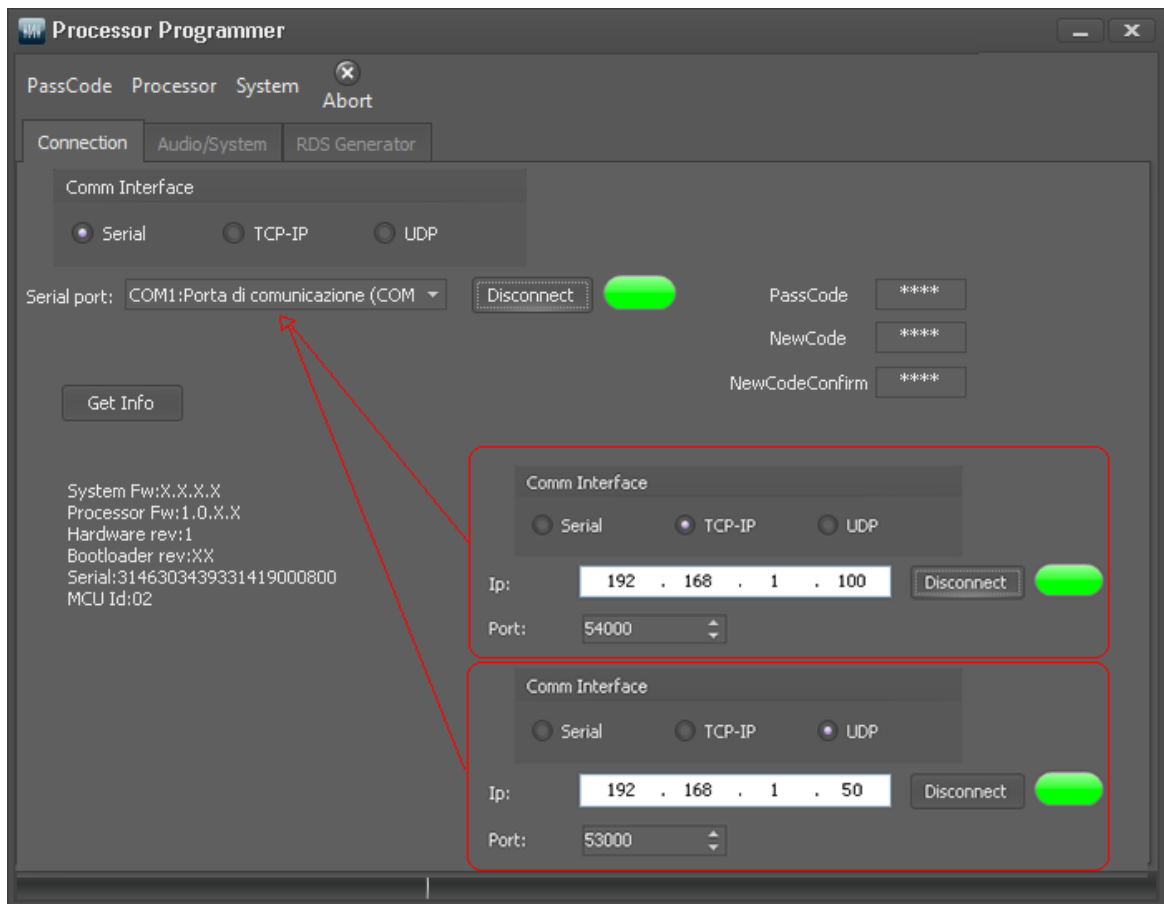 Processor Programmer
PassCode Processor System Abort
Connection Audio/System RDS Generator
Comm Interface
Serial TCP-IP UDP
Serial port: COM1:Porta di comunicazione (COM Disconnect
PassCode ****
NewCode ****
NewCodeConfirm ****
Get Info
System Fw:X.X.X.X
Processor Fw:1.0.X.X
Hardware rev:1
Bootloader rev:XX
Serial:3146303439331419000800
MCU Id:02
Comm Interface
Serial TCP-IP UDP
Ip: 192 . 168 . 1 . 100 Disconnect
Port: 54000
Comm Interface
Serial TCP-IP UDP
Ip: 192 . 168 . 1 . 50 Disconnect
Port: 53000